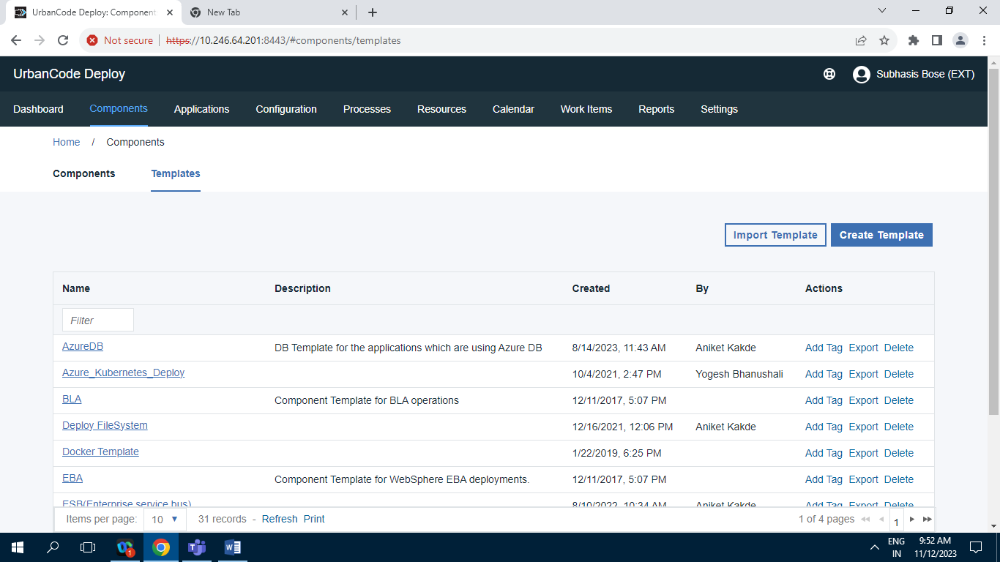 UrbanCode Deploy: Component
New Tab
Not secure https://10.246.64.201:8443/#components/templates
UrbanCode Deploy
Subhasis Bose (EXT)
Dashboard Components Applications Configuration Processes Resources Calendar Work Items Reports Settings
Home / Components
Components Templates
Import Template Create Template
Name Description Created By Actions
Filter
AzureDB DB Template for the applications which are using Azure DB 8/14/2023, 11:43 AM Aniket Kakde Add Tag Export Delete
Azure_Kubernetes_Deploy 10/4/2021, 2:47 PM Yogesh Bhanushali Add Tag Export Delete
BLA Component Template for BLA operations 12/11/2017, 5:07 PM Add Tag Export Delete
Deploy FileSystem 12/16/2021, 12:06 PM Aniket Kakde Add Tag Export Delete
Docker Template 1/22/2019, 6:25 PM Add Tag Export Delete
EBA Component Template for WebSphere EBA deployments. 12/11/2017, 5:07 PM Add Tag Export Delete
ESB(Enterprise service bus) 8/10/2022, 10:34 AM Aniket Kakde Add Tag Export Delete
Items per page: 10 31 records - Refresh Print 1 of 4 pages 1
1 ENG 9:52 AM
IN 11/12/2023